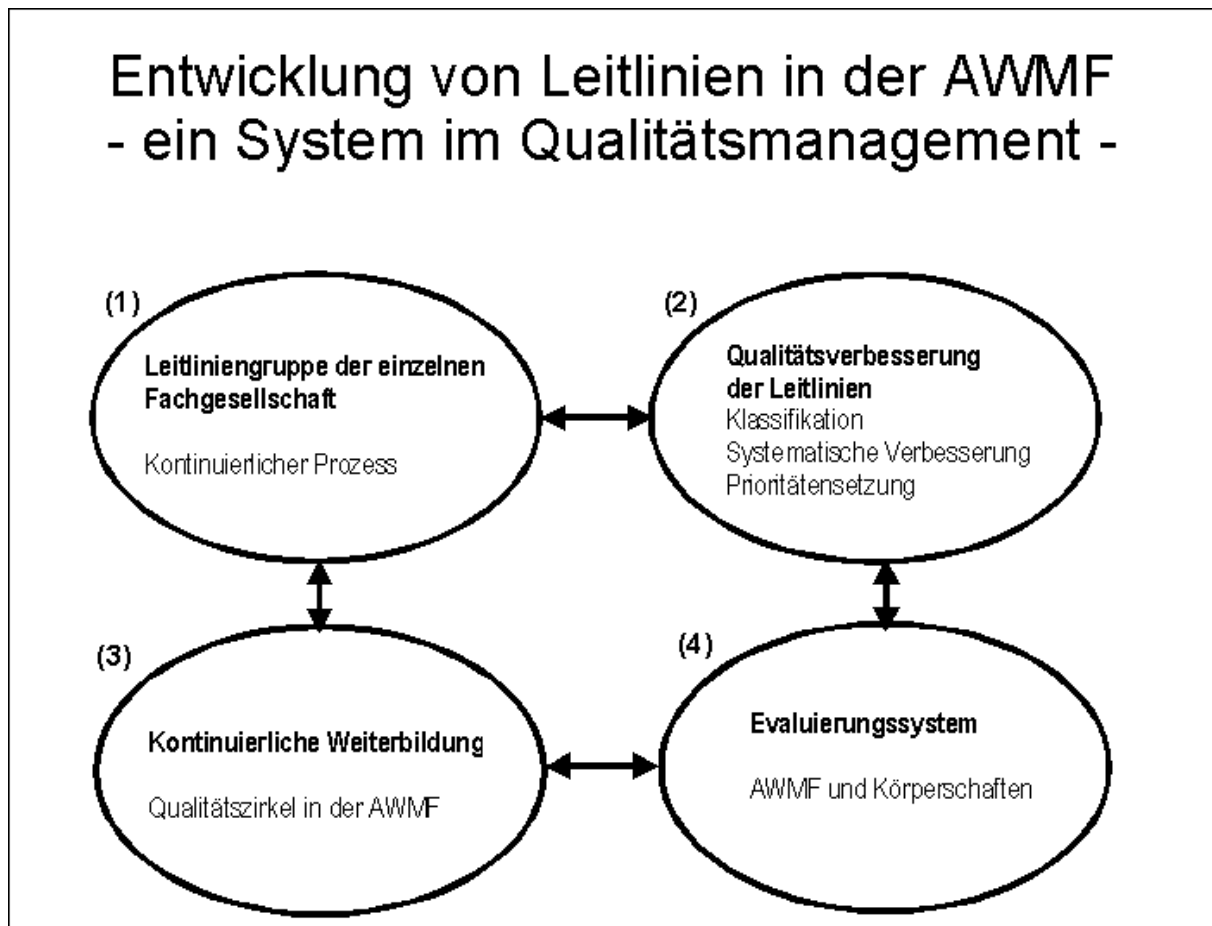 Entwicklung von Leitlinien in der AWMF
- ein System im Qualitätsmanagement -
(1)
Leitliniengruppe der einzelnen
Fachgesellschaft
Kontinuierlicher Prozess
(2)
Qualitätsverbesserung
der Leitlinien
Klassifikation
Systematische Verbesserung
Prioritätensetzung
(3)
Kontinuierliche Weiterbildung
Qualitätszirkel in der AWMF
(4)
Evaluierungssystem
AWMF und Körperschaften